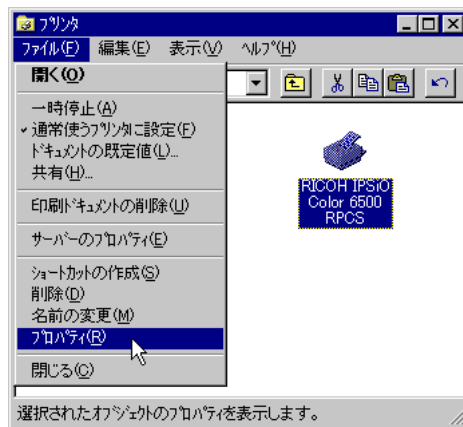 プリンタ
ファイル(F) 編集(E) 表示(V) ヘルプ(H)
開く(O)
一時停止(A)
通常使うプリンタに設定(F)
ドキュメントの既定値(L)...
共有(H)...
印刷ドキュメントの削除(U)
サーバーのプロパティ(E)
ショートカットの作成(S)
削除(D)
名前の変更(M)
プロパティ(R)
閉じる(C)
RICOH IPSiO
Color 6500
RPCS
選択されたオブジェクトのプロパティを表示します。